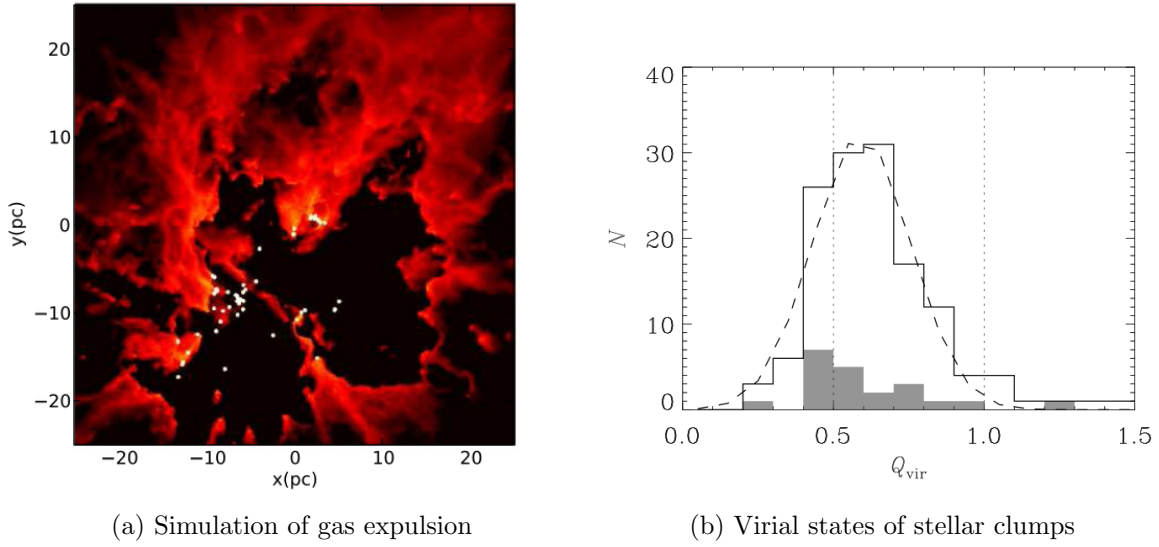 20
10
0
−10
−20
y(pc)
−20 −10 0 10 20
x(pc)
(a) Simulation of gas expulsion
40
30
20
10
0
N
0.0 0.5 1.0 1.5
Qvir
(b) Virial states of stellar clumps